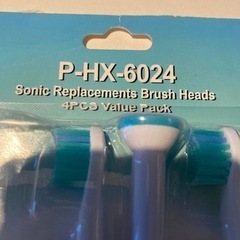 P-HX-6024
Sonic Replacements Brush Heads
4PCS Value Pack